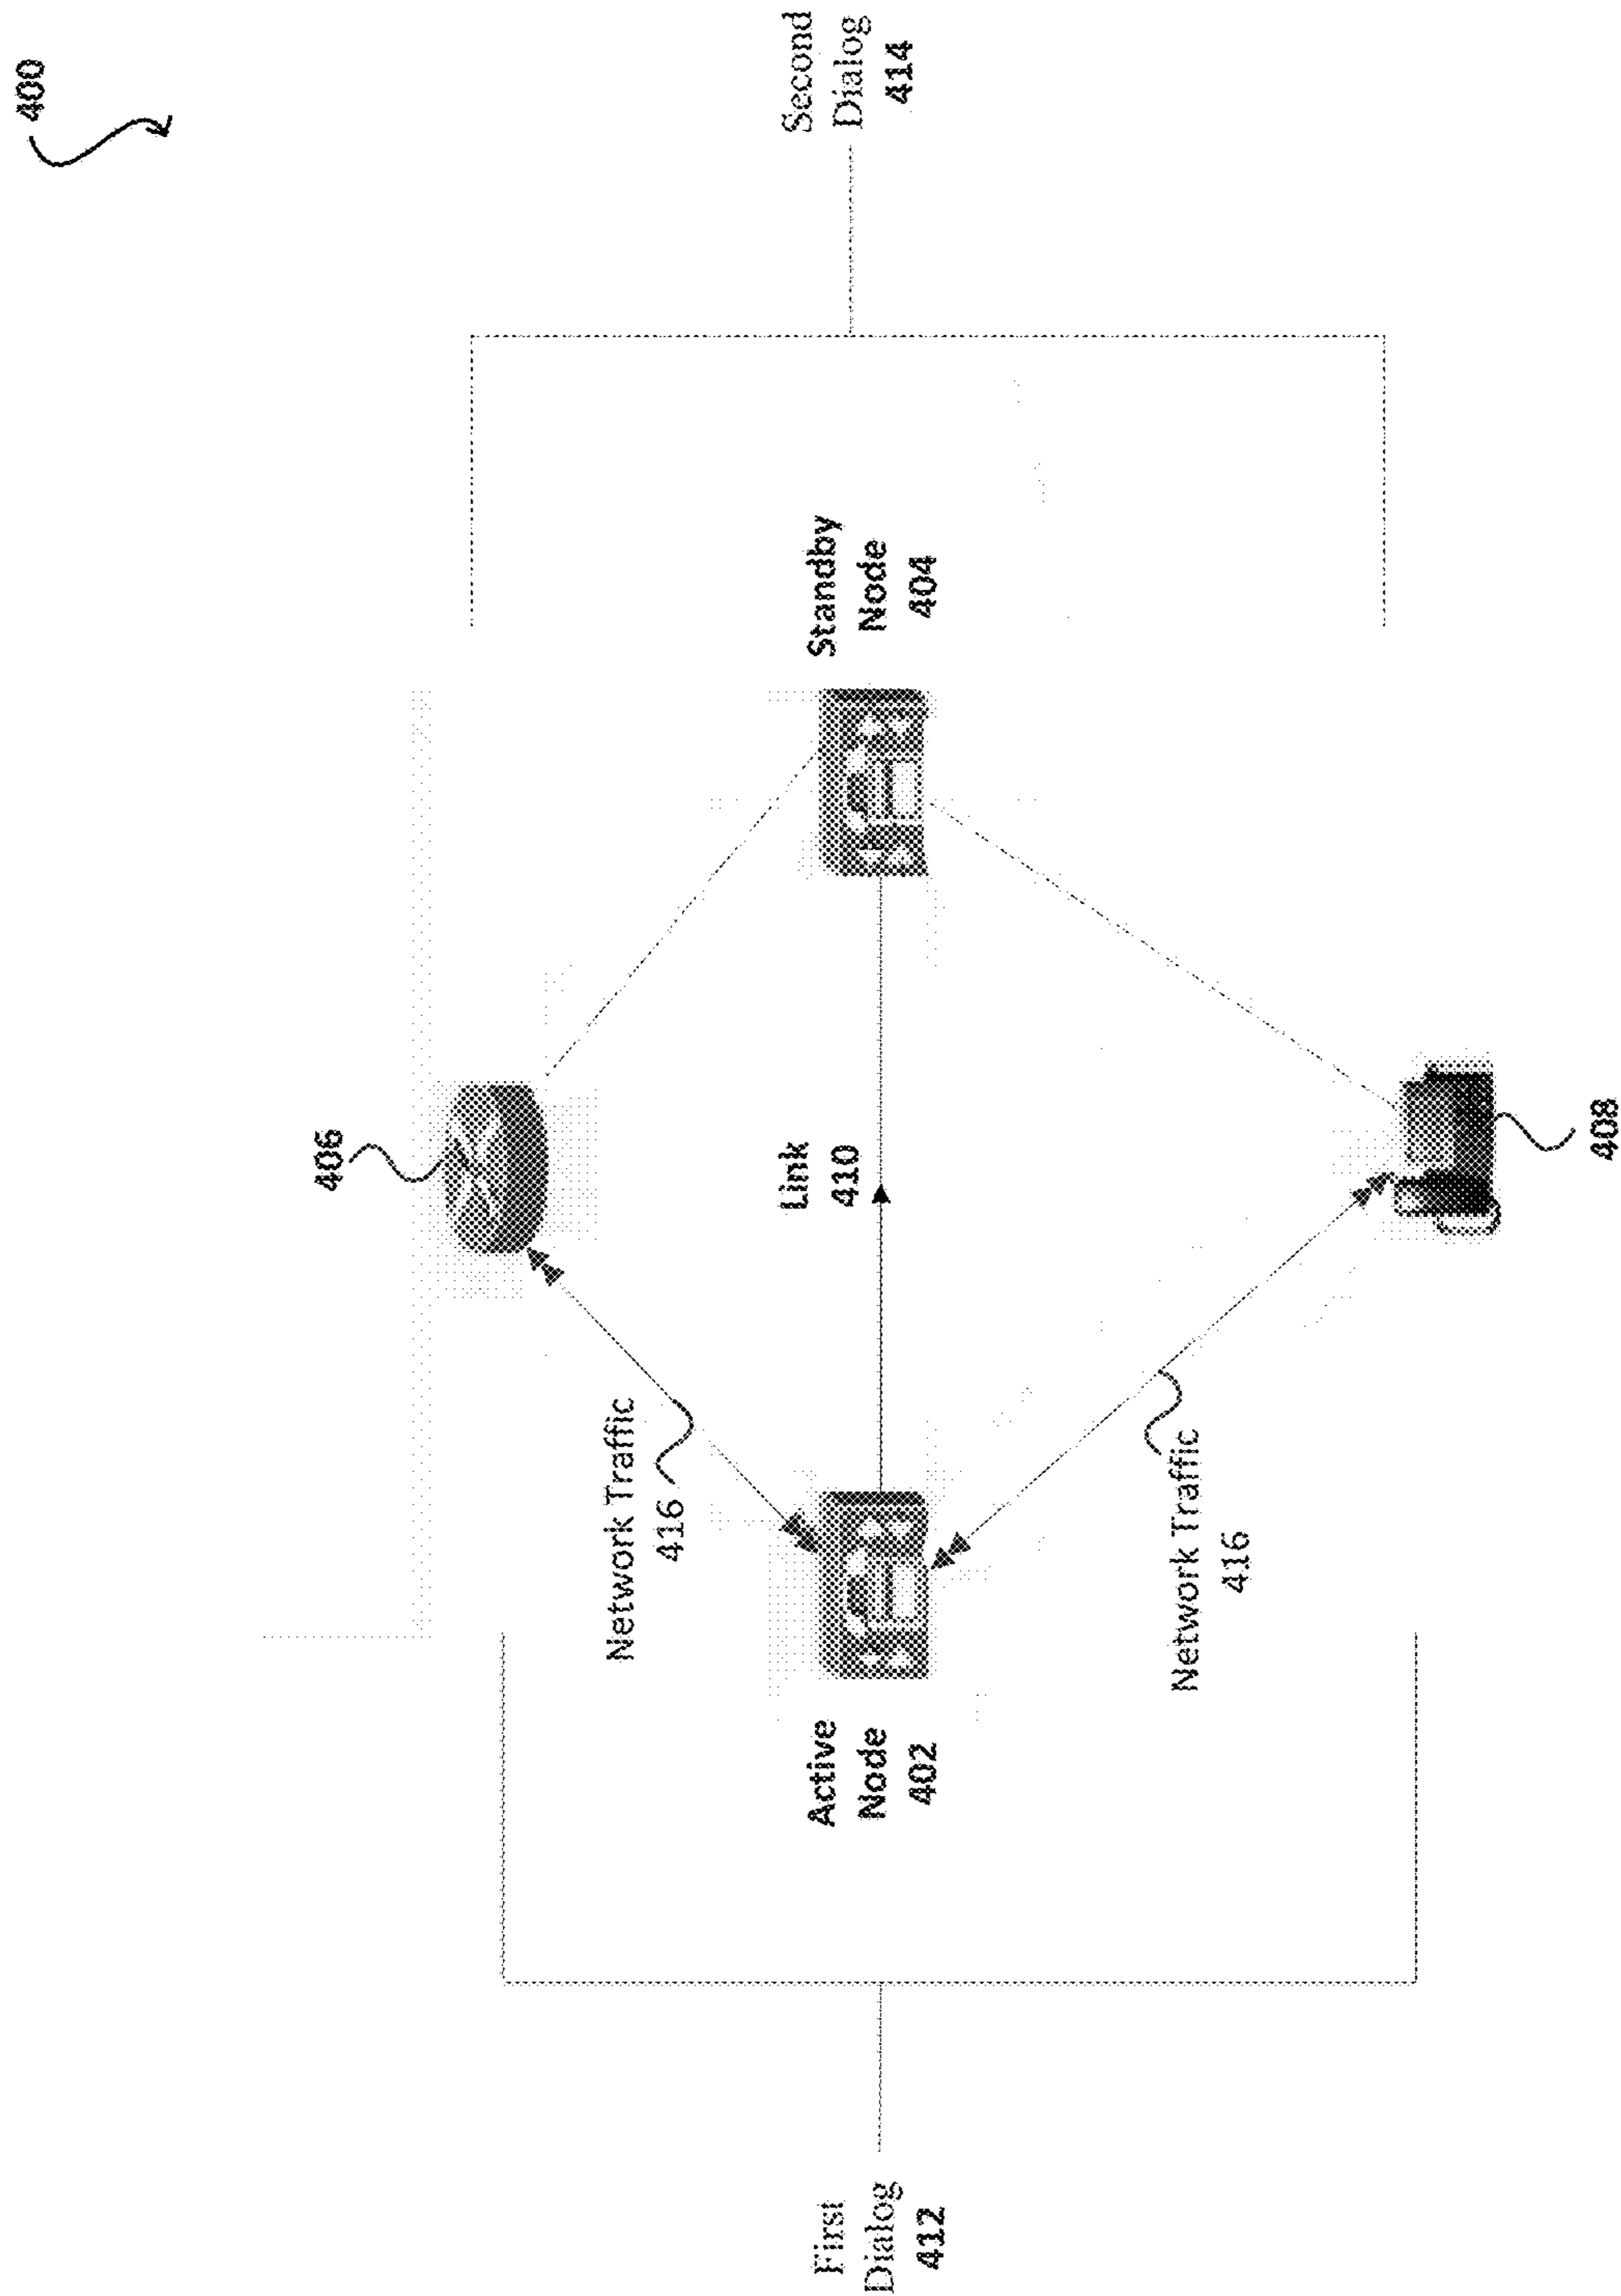 400
406
Network Traffic
416
First
Dialog
412
Active
Node
402
Link
410
Standby
Node
404
Second
Dialog
414
Network Traffic
416
408